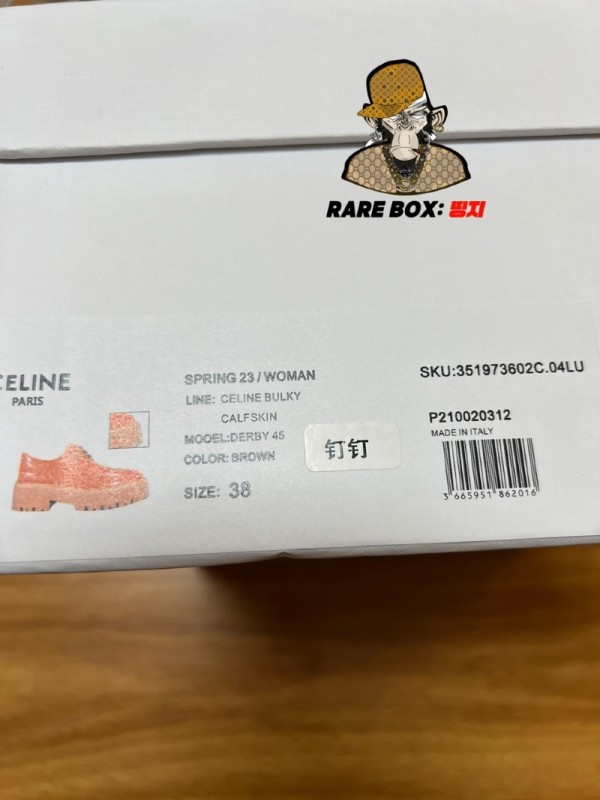 RARE BOX: 띵지
CELINE
PARIS
SPRING 23 / WOMAN
LINE: CELINE BULKY
CALFSKIN
MODEL:DERBY 45
COLOR: BROWN
SIZE: 38
钉钉
SKU:351973602C.04LU
P210020312
MADE IN ITALY
3 665951 862016